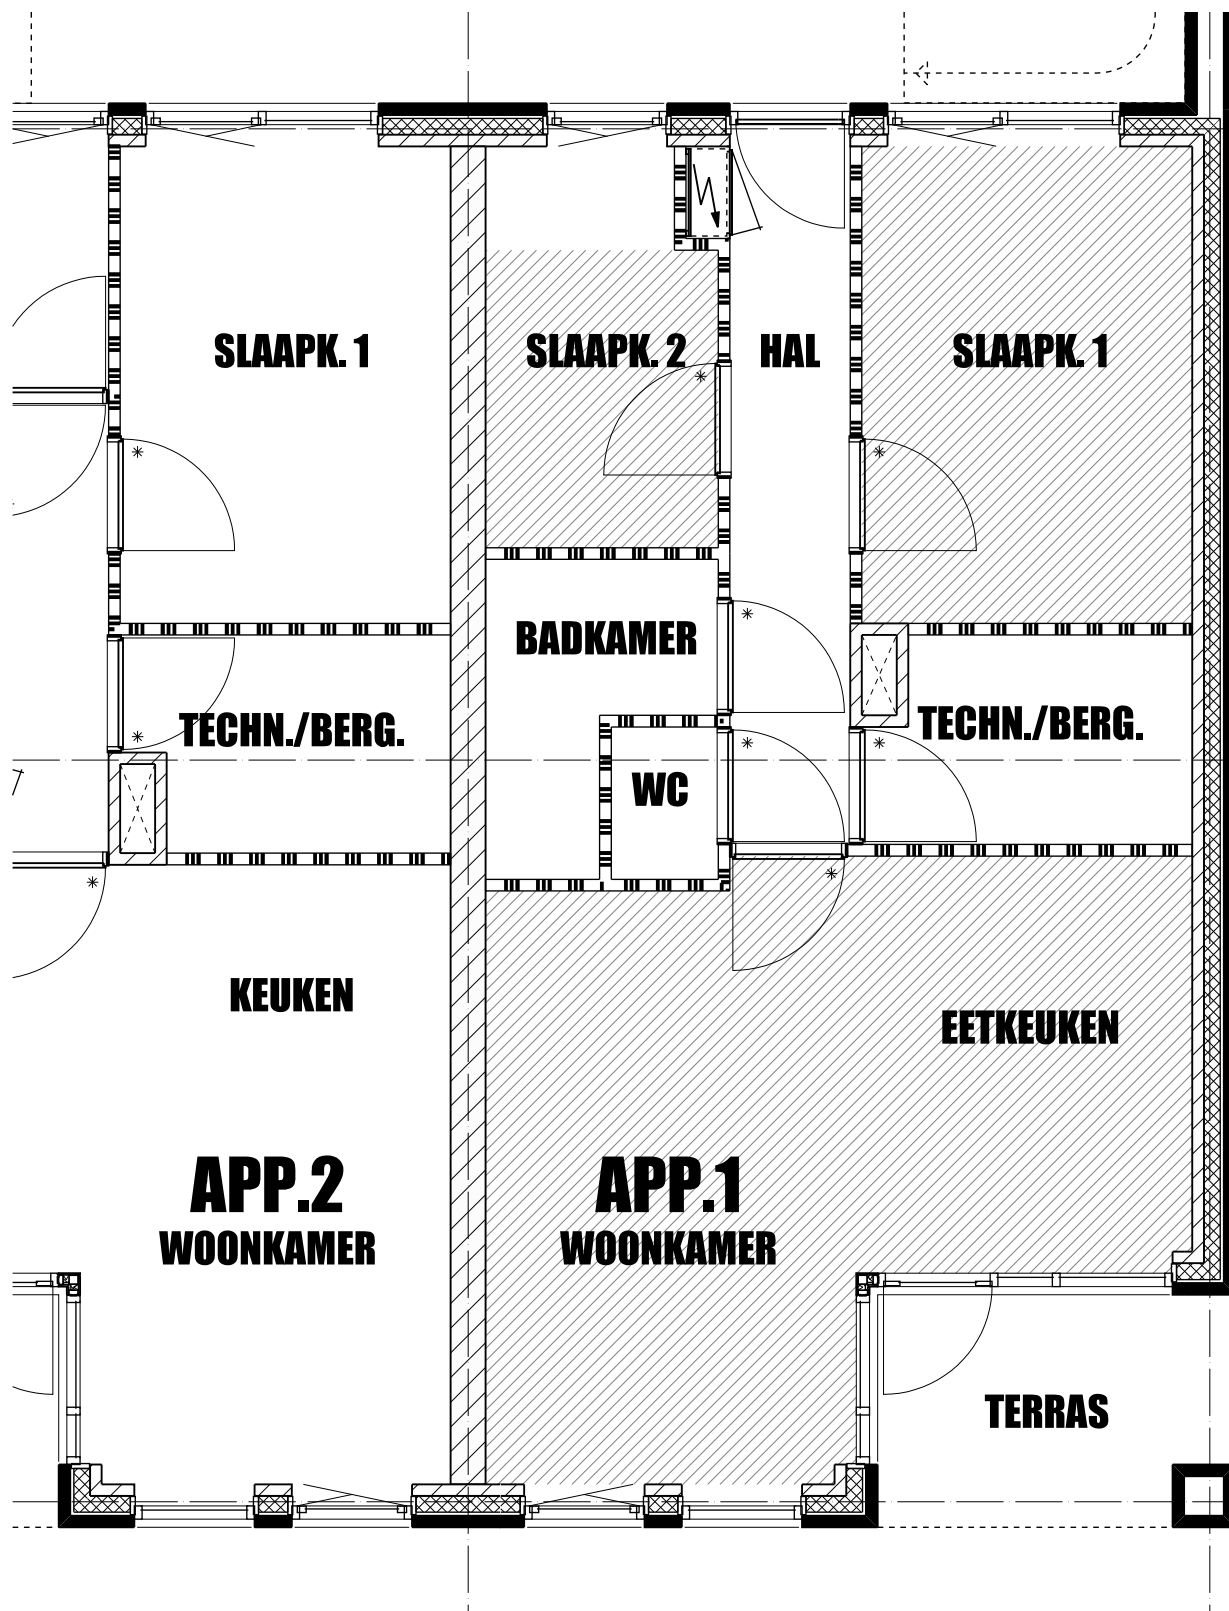 SLAAPK. 1
SLAAPK. 2
HAL
SLAAPK. 1
BADKAMER
TECHN./BERG.
TECHN./BERG.
WC
KEUKEN
EETKEUKEN
APP.2
WOONKAMER
APP.1
WOONKAMER
TERRAS